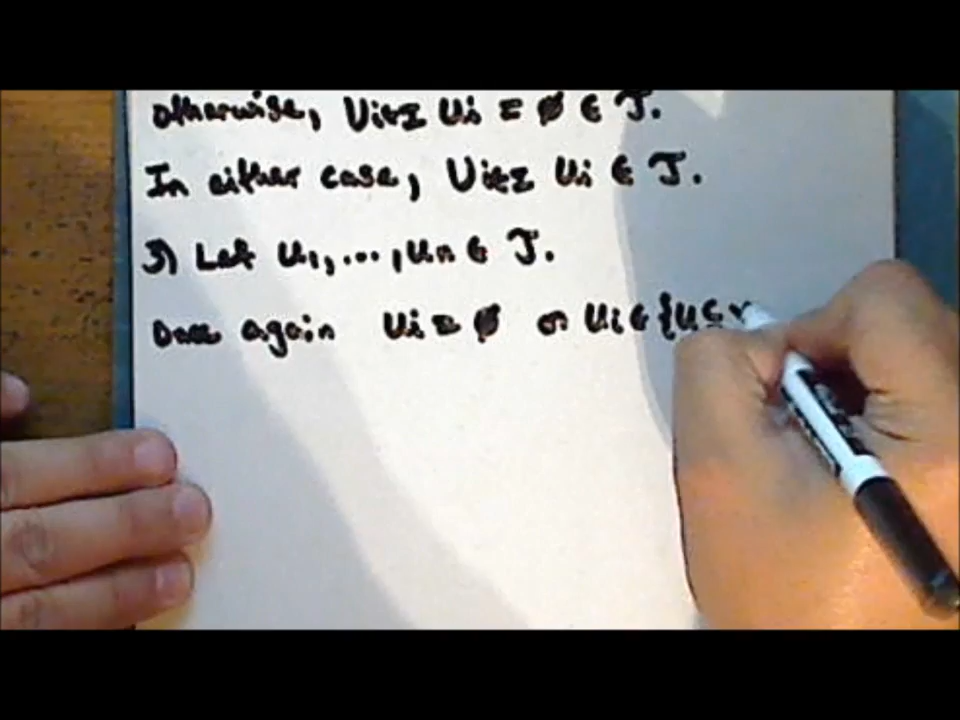 otherwise, ∪i∈I Ui = ∅ ∈ 𝒯.
In either case, ∪i∈I Ui ∈ 𝒯.
3) Let U1,...,Un ∈ 𝒯.
Once again Ui = ∅ or Ui ∈ {U ⊆ X